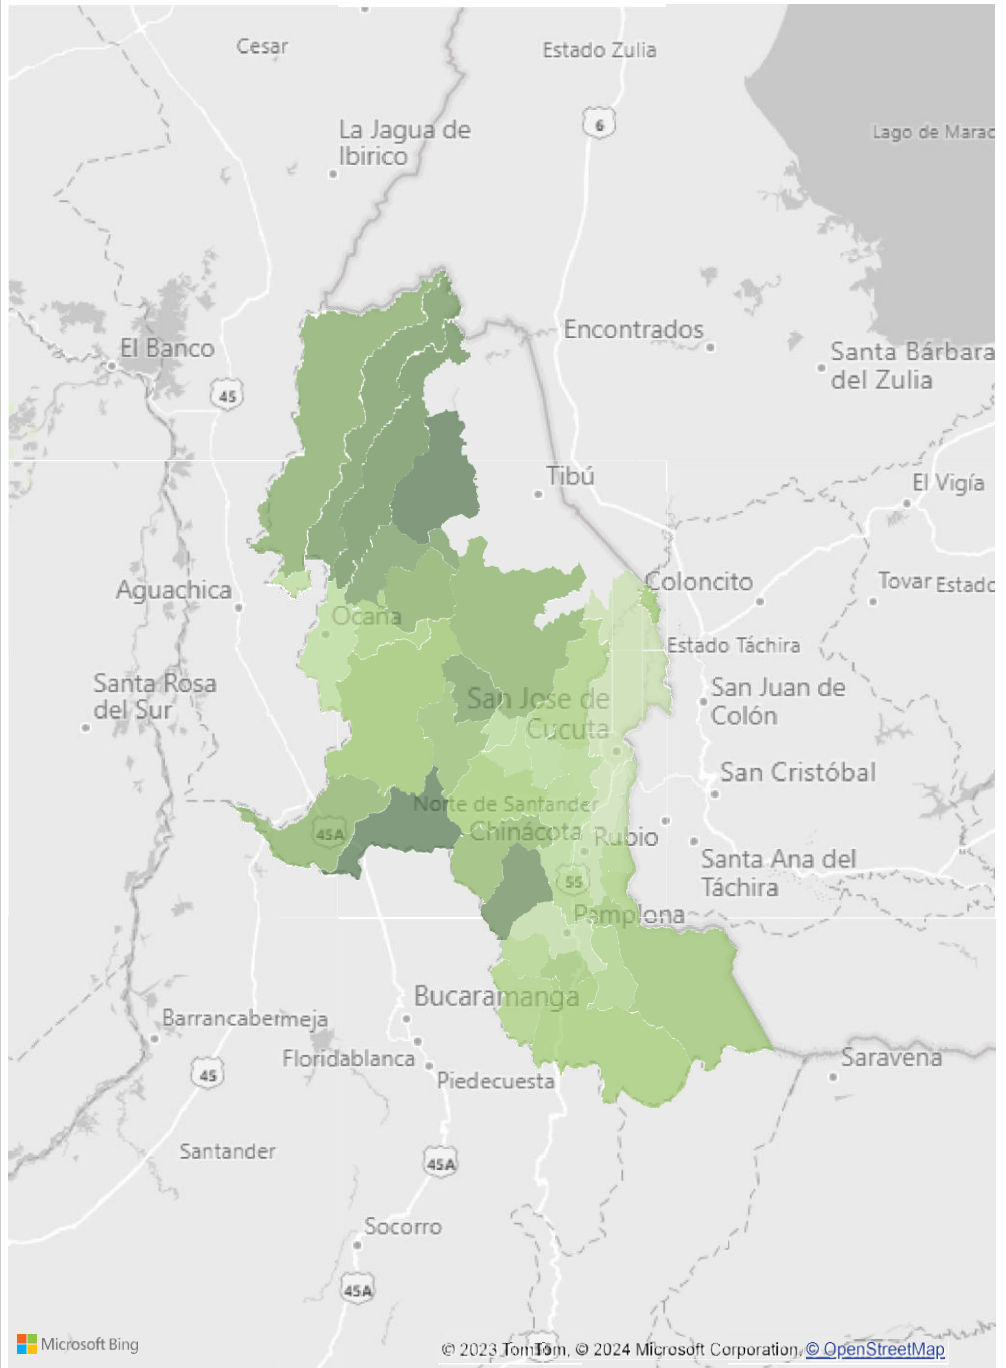 Cesar
Estado Zulia
6
La Jagua de
Ibirico
Lago de Marac
Encontrados
El Banco
Santa Bárbara
del Zulia
45
Tibú
El Vigía
Coloncito
Tovar
Estado
Aguachica
Ocaña
Estado Táchira
Santa Rosa
del Sur
San Jose de
Cucuta
San Juan de
Colón
San Cristóbal
Norte de Santander
45A
Chinácota
Rubio
Santa Ana del
Táchira
55
Pamplona
Bucaramanga
Barrancabermeja
Floridablanca
Saravena
45
Piedecuesta
Santander
45A
Socorro
45A
Microsoft Bing
© 2023 TomTom, © 2024 Microsoft Corporation, © OpenStreetMap